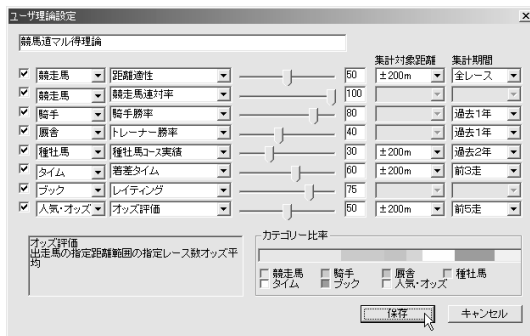 ユーザ理論設定
競馬道マル得理論
集計対象距離 集計期間
競走馬 距離適性 50 ±200m 全レース
競走馬 競走馬連対率 100
騎手 騎手勝率 80 過去1年
厩舎 トレーナー勝率 40 過去1年
種牡馬 種牡馬コース実績 30 ±200m 過去2年
タイム 着差タイム 60 ±200m 前3走
ブック レイティング 75
人気・オッズ オッズ評価 50 ±200m 前5走
オッズ評価
出走馬の指定距離範囲の指定レース数オッズ平
均
カテゴリー比率
競走馬 騎手 厩舎 種牡馬
タイム ブック 人気・オッズ
保存 キャンセル